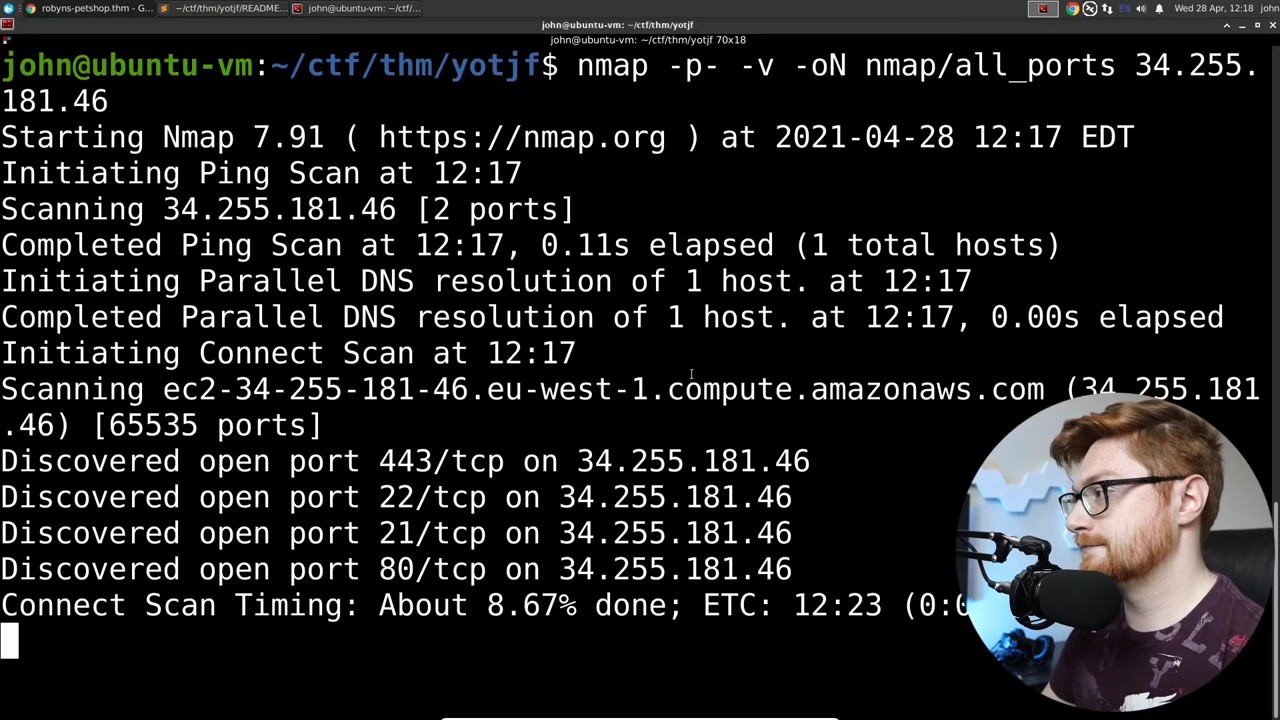 robyns-petshop.thm - G...
~/ctf/thm/yotjf/README...
john@ubuntu-vm: ~/ctf/...
EN
Wed 28 Apr, 12:18
john
john@ubuntu-vm: ~/ctf/thm/yotjf
john@ubuntu-vm: ~/ctf/thm/yotjf 70x18
john@ubuntu-vm:~/ctf/thm/yotjf$ nmap -p- -v -oN nmap/all_ports 34.255.
181.46
Starting Nmap 7.91 ( https://nmap.org ) at 2021-04-28 12:17 EDT
Initiating Ping Scan at 12:17
Scanning 34.255.181.46 [2 ports]
Completed Ping Scan at 12:17, 0.11s elapsed (1 total hosts)
Initiating Parallel DNS resolution of 1 host. at 12:17
Completed Parallel DNS resolution of 1 host. at 12:17, 0.00s elapsed
Initiating Connect Scan at 12:17
Scanning ec2-34-255-181-46.eu-west-1.compute.amazonaws.com (34.255.181
.46) [65535 ports]
Discovered open port 443/tcp on 34.255.181.46
Discovered open port 22/tcp on 34.255.181.46
Discovered open port 21/tcp on 34.255.181.46
Discovered open port 80/tcp on 34.255.181.46
Connect Scan Timing: About 8.67% done; ETC: 12:23 (0:0